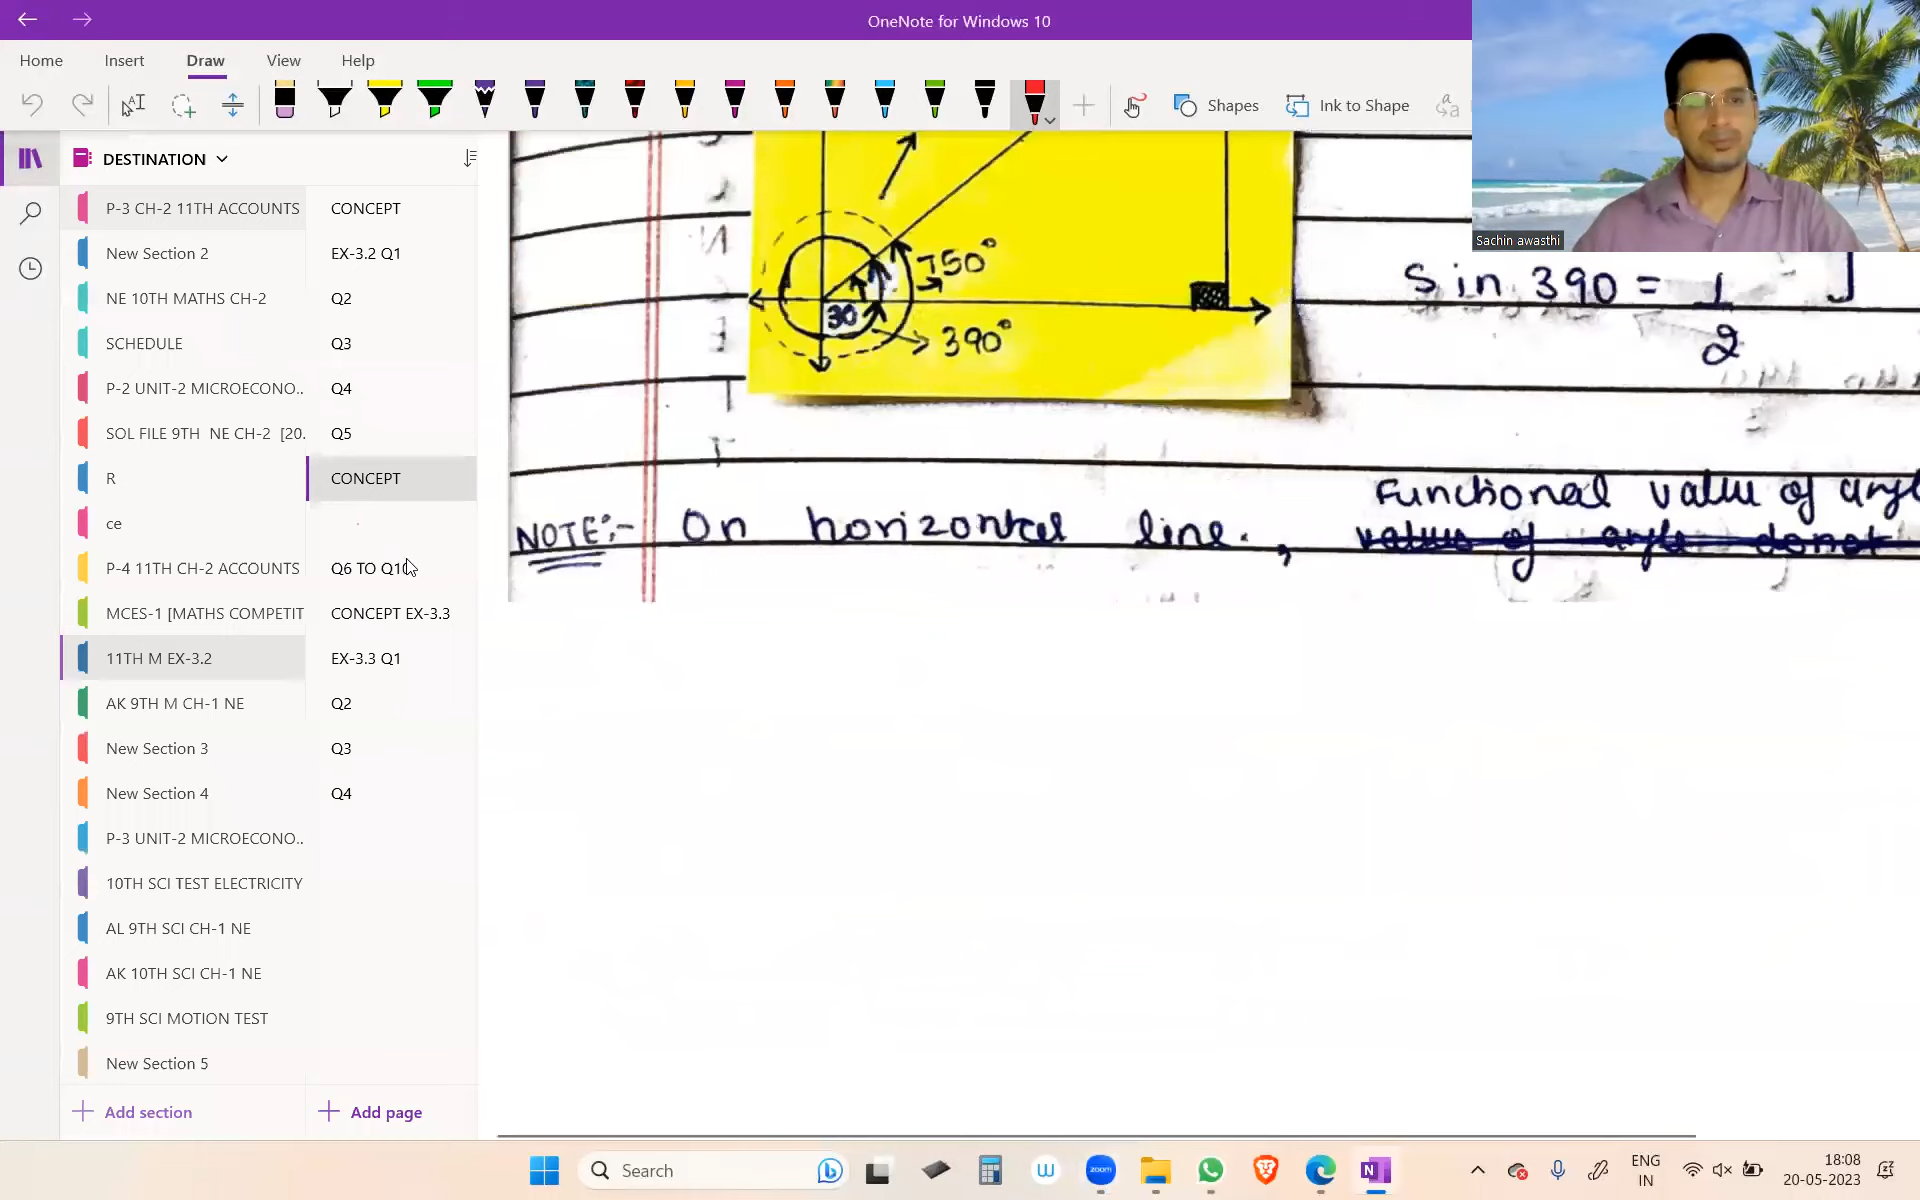 OneNote for Windows 10
Home Insert Draw View Help
Shapes Ink to Shape
DESTINATION
P-3 CH-2 11TH ACCOUNTS
New Section 2
NE 10TH MATHS CH-2
SCHEDULE
P-2 UNIT-2 MICROECONO..
SOL FILE 9TH NE CH-2 [20.
R
ce
P-4 11TH CH-2 ACCOUNTS
MCES-1 [MATHS COMPETIT
11TH M EX-3.2
AK 9TH M CH-1 NE
New Section 3
New Section 4
P-3 UNIT-2 MICROECONO..
10TH SCI TEST ELECTRICITY
AL 9TH SCI CH-1 NE
AK 10TH SCI CH-1 NE
9TH SCI MOTION TEST
New Section 5
Add section
CONCEPT
EX-3.2 Q1
Q2
Q3
Q4
Q5
CONCEPT
Q6 TO Q10
CONCEPT EX-3.3
EX-3.3 Q1
Q2
Q3
Q4
Add page
750°
30
390°
Sin 390 = 1
2
Functional value of angl
NOTE:- On horizontal line. , values of angle donot
Sachin awasthi
Search
zoom
ENG
IN
18:08
20-05-2023